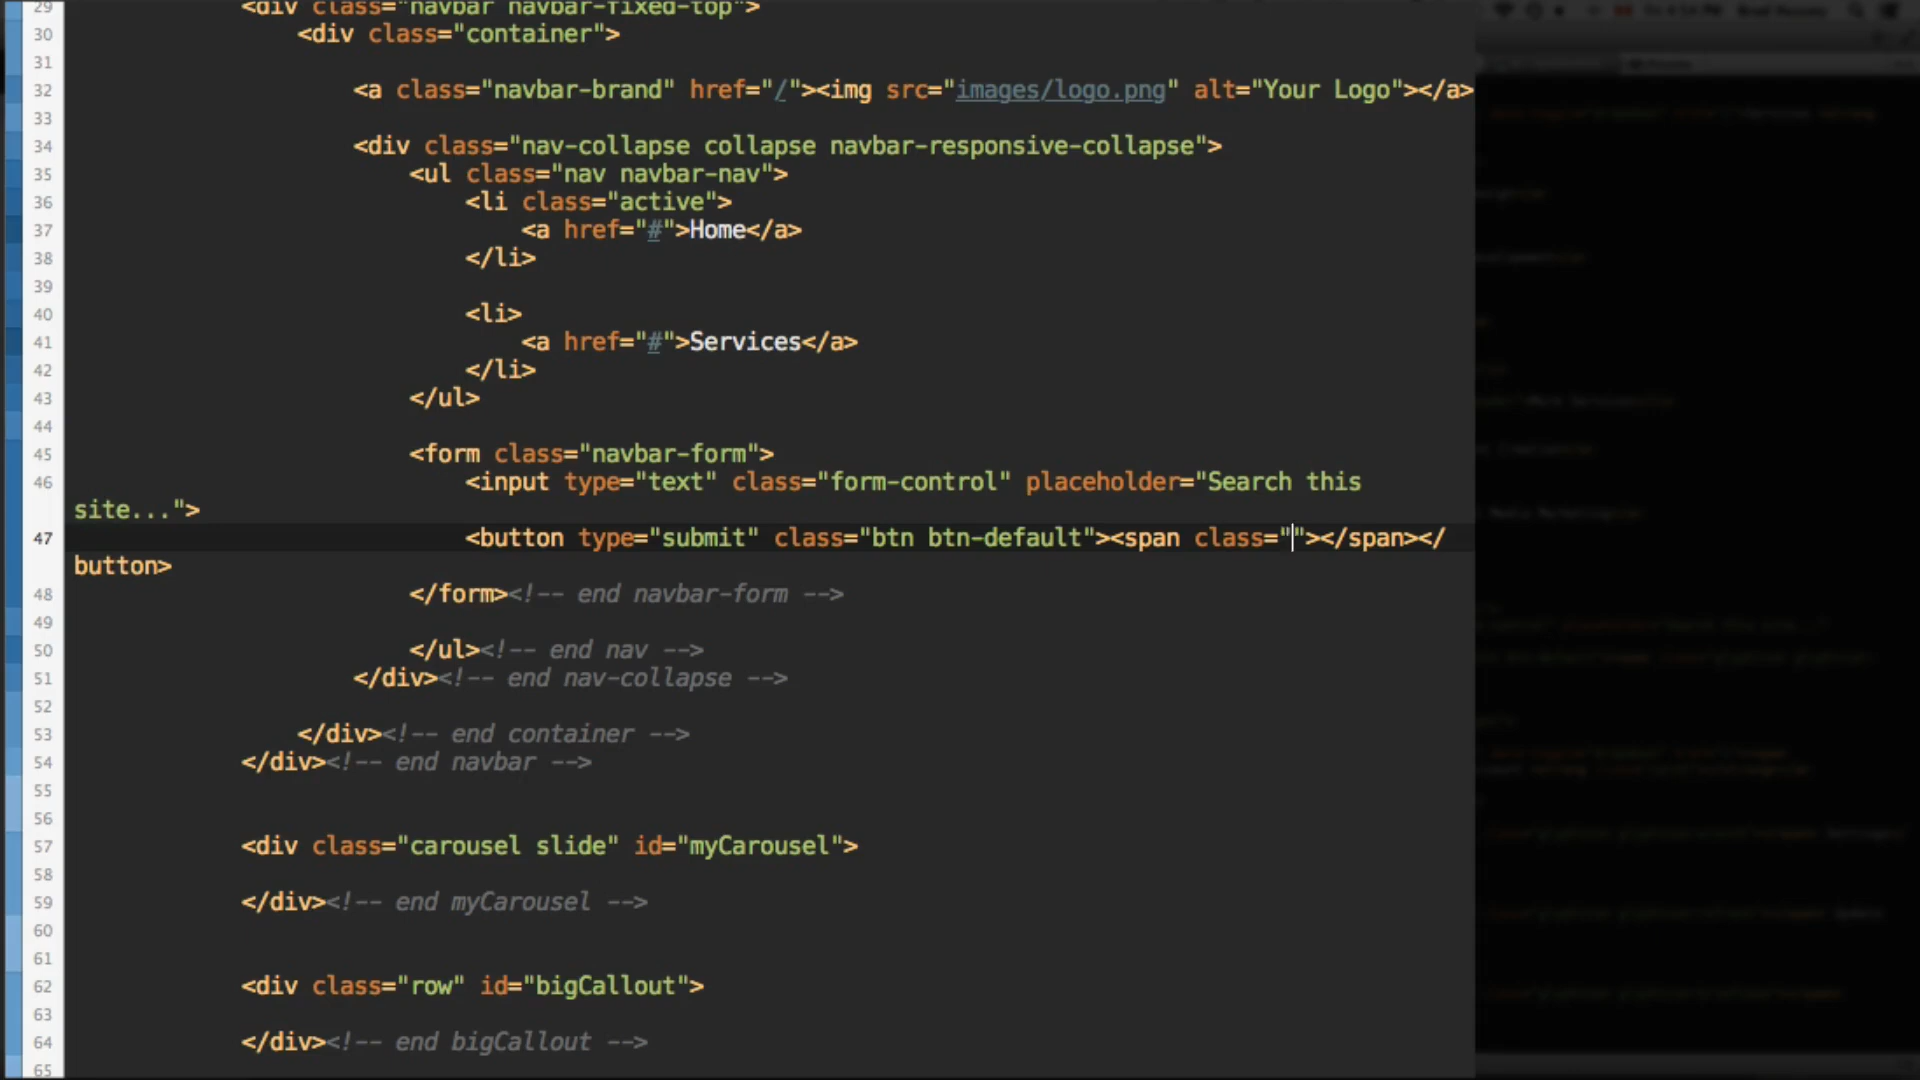 29 <div class="navbar navbar-fixed-top">
30 <div class="container">
31
32 <a class="navbar-brand" href="/"><img src="images/logo.png" alt="Your Logo"></a>
33
34 <div class="nav-collapse collapse navbar-responsive-collapse">
35 <ul class="nav navbar-nav">
36 <li class="active">
37 <a href="#">Home</a>
38 </li>
39
40 <li>
41 <a href="#">Services</a>
42 </li>
43 </ul>
44
45 <form class="navbar-form">
46 <input type="text" class="form-control" placeholder="Search this
site...">
47 <button type="submit" class="btn btn-default"><span class=""></span></
button>
48 </form><!-- end navbar-form -->
49
50 </ul><!-- end nav -->
51 </div><!-- end nav-collapse -->
52
53 </div><!-- end container -->
54 </div><!-- end navbar -->
55
56
57 <div class="carousel slide" id="myCarousel">
58
59 </div><!-- end myCarousel -->
60
61
62 <div class="row" id="bigCallout">
63
64 </div><!-- end bigCallout -->
65